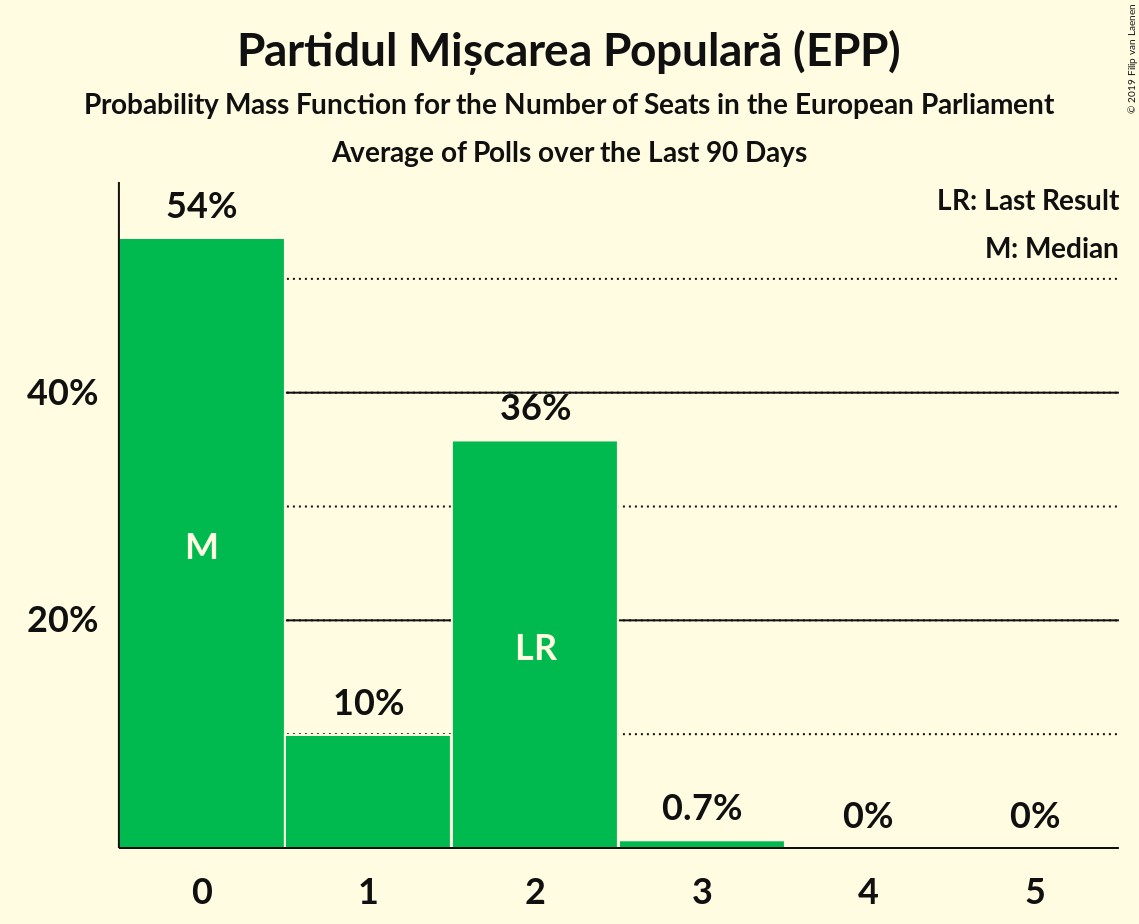 Partidul Mișcarea Populară (EPP)
Probability Mass Function for the Number of Seats in the European Parliament
Average of Polls over the Last 90 Days
© 2019 Filip van Laenen
LR: Last Result
M: Median
54%
40%
36%
M
20%
LR
10%
0.7%
0%
0%
0 1 2 3 4 5